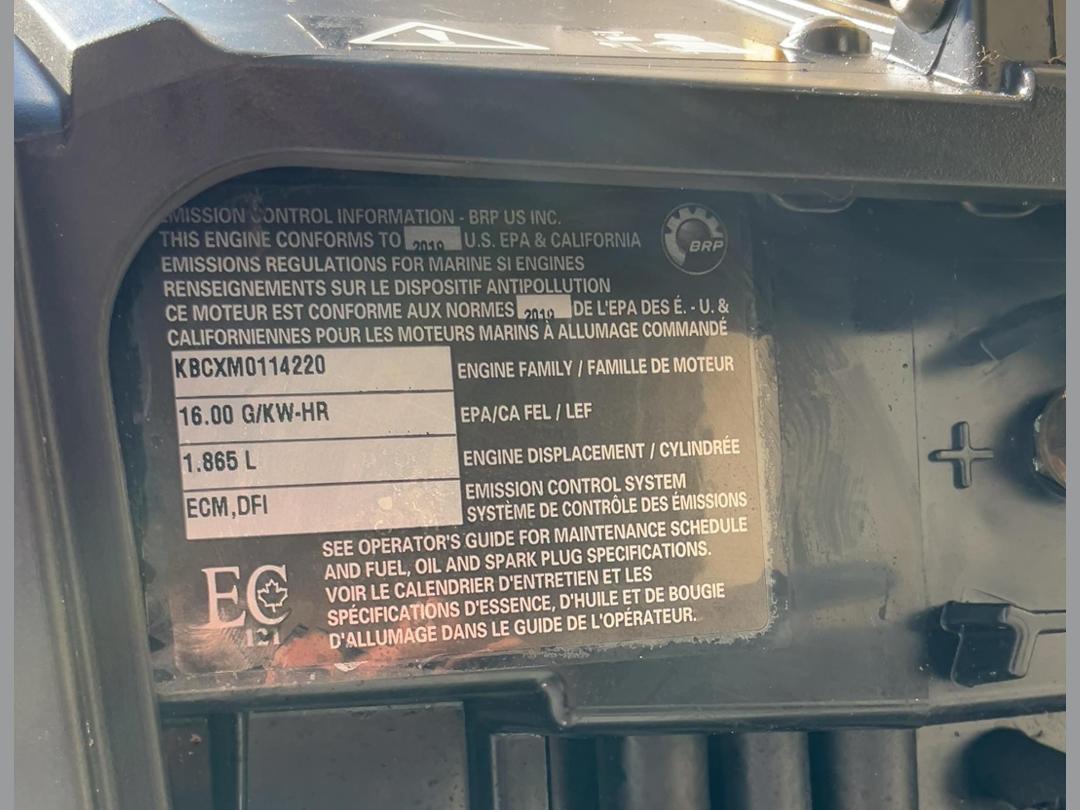 EMISSION CONTROL INFORMATION - BRP US INC.
THIS ENGINE CONFORMS TO 2019 U.S. EPA & CALIFORNIA
EMISSIONS REGULATIONS FOR MARINE SI ENGINES
RENSEIGNEMENTS SUR LE DISPOSITIF ANTIPOLLUTION
CE MOTEUR EST CONFORME AUX NORMES 2019 DE L'EPA DES É. - U. &
CALIFORNIENNES POUR LES MOTEURS MARINS À ALLUMAGE COMMANDÉ
BRP
KBCXM0114220 ENGINE FAMILY / FAMILLE DE MOTEUR
16.00 G/KW-HR EPA/CA FEL / LEF
1.865 L ENGINE DISPLACEMENT / CYLINDRÉE
ECM,DFI EMISSION CONTROL SYSTEM
SYSTÈME DE CONTRÔLE DES ÉMISSIONS
SEE OPERATOR'S GUIDE FOR MAINTENANCE SCHEDULE
AND FUEL, OIL AND SPARK PLUG SPECIFICATIONS.
VOIR LE CALENDRIER D'ENTRETIEN ET LES
SPÉCIFICATIONS D'ESSENCE, D'HUILE ET DE BOUGIE
D'ALLUMAGE DANS LE GUIDE DE L'OPÉRATEUR.
EC
121
+